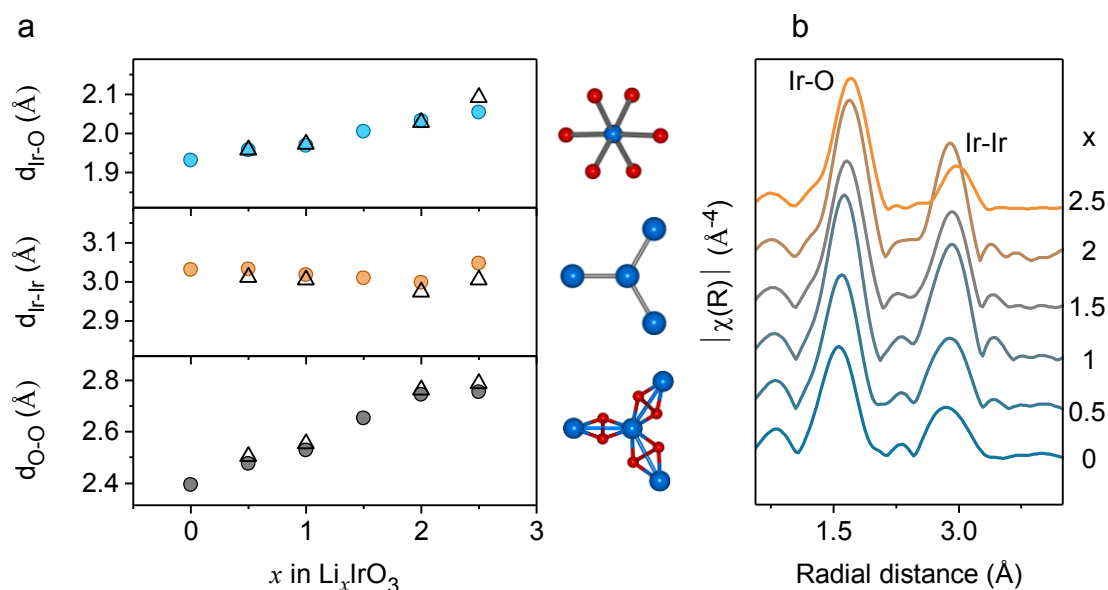 a
b
d_Ir-O (Å)
2.1
2.0
1.9
d_Ir-Ir (Å)
3.1
3.0
2.9
d_O-O (Å)
2.8
2.6
2.4
0 1 2 3
x in Li_xIrO_3
|χ(R)| (Å^-4)
Ir-O
Ir-Ir
x
2.5
2
1.5
1
0.5
0
1.5 3.0
Radial distance (Å)